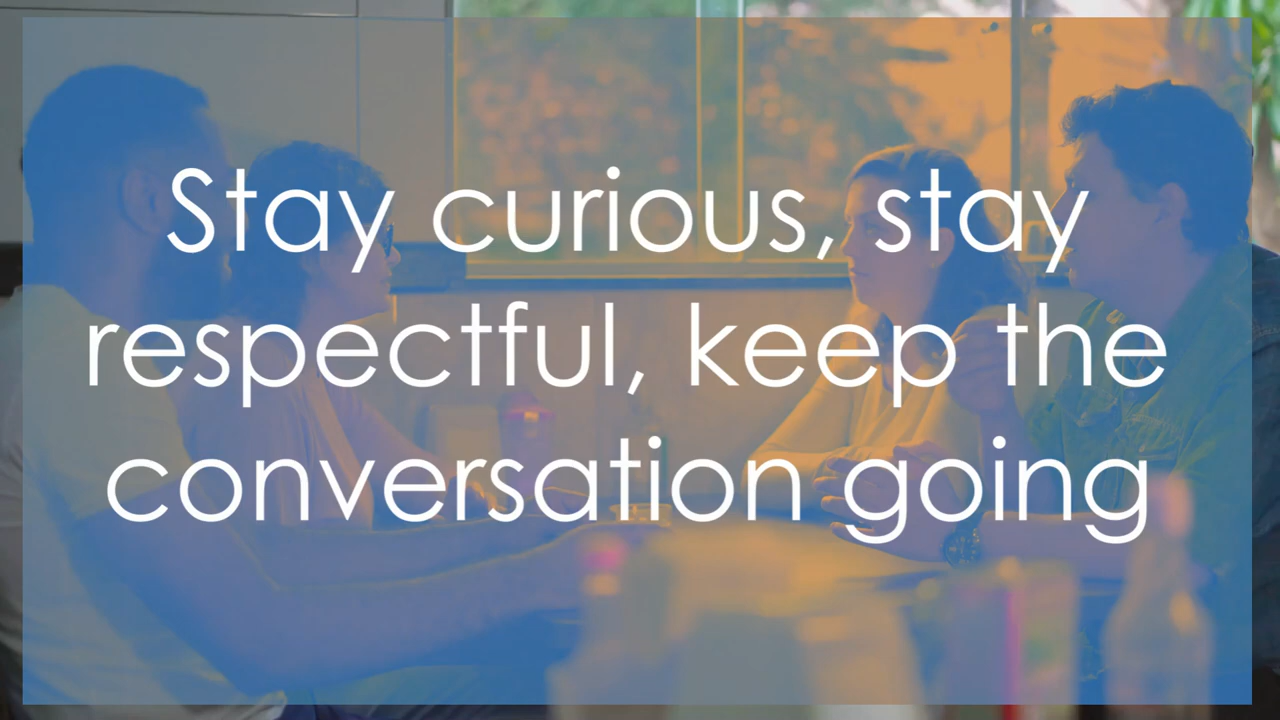 Stay curious, stay
respectful, keep the
conversation going